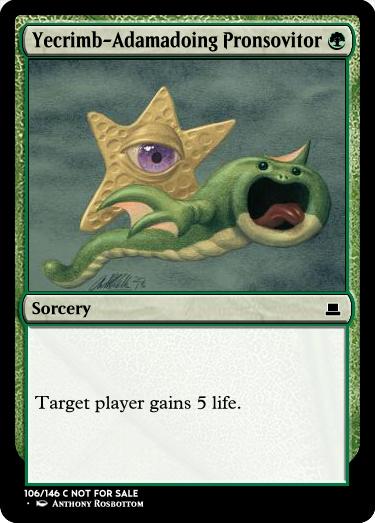 Yecrimb-Adamadoing Pronsovitor
Sorcery
Target player gains 5 life.
106/146 C NOT FOR SALE
· Anthony Rosbottom